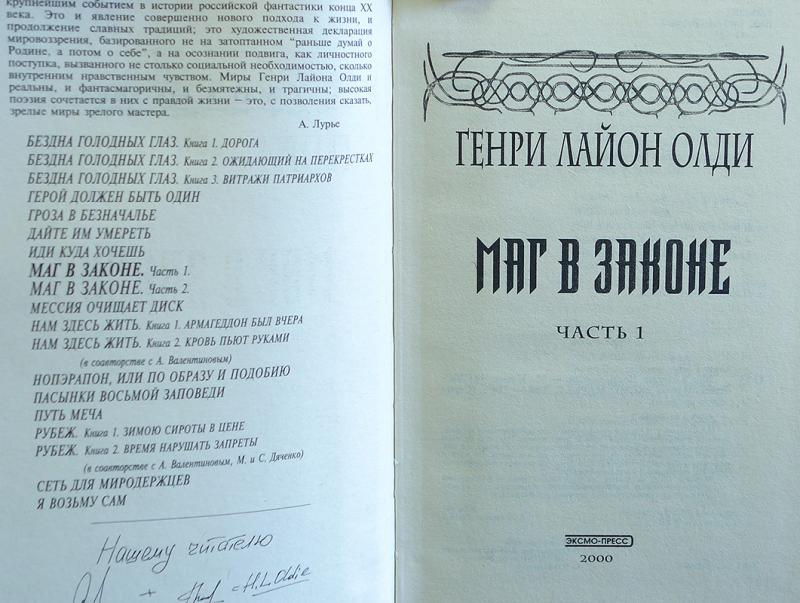 крупнейшим событием в истории российской фантастики конца XX
века. Это и явление совершенно нового подхода к жизни, и
продолжение славных традиций; это художественная декларация
мировоззрения, базированного не на затоптанном "раньше думай о
Родине, а потом о себе", а на осознании подвига, как личностного
поступка, вызванного не столько социальной необходимостью, сколько
внутренним нравственным чувством. Миры Генри Лайона Олди и
реальны, и фантасмагоричны, и безмятежны, и трагичны; высокая
поэзия сочетается в них с правдой жизни — это, с позволения сказать,
зрелые миры зрелого мастера.
А. Лурье
БЕЗДНА ГОЛОДНЫХ ГЛАЗ. Книга 1. ДОРОГА
БЕЗДНА ГОЛОДНЫХ ГЛАЗ. Книга 2. ОЖИДАЮЩИЙ НА ПЕРЕКРЕСТКАХ
БЕЗДНА ГОЛОДНЫХ ГЛАЗ. Книга 3. ВИТРАЖИ ПАТРИАРХОВ
ГЕРОЙ ДОЛЖЕН БЫТЬ ОДИН
ГРОЗА В БЕЗНАЧАЛЬЕ
ДАЙТЕ ИМ УМЕРЕТЬ
ИДИ КУДА ХОЧЕШЬ
МАГ В ЗАКОНЕ. Часть 1.
МАГ В ЗАКОНЕ. Часть 2.
МЕССИЯ ОЧИЩАЕТ ДИСК
НАМ ЗДЕСЬ ЖИТЬ. Книга 1. АРМАГЕДДОН БЫЛ ВЧЕРА
НАМ ЗДЕСЬ ЖИТЬ. Книга 2. КРОВЬ ПЬЮТ РУКАМИ
(в соавторстве с А. Валентиновым)
НОПЭРАПОН, ИЛИ ПО ОБРАЗУ И ПОДОБИЮ
ПАСЫНКИ ВОСЬМОЙ ЗАПОВЕДИ
ПУТЬ МЕЧА
РУБЕЖ. Книга 1. ЗИМОЮ СИРОТЫ В ЦЕНЕ
РУБЕЖ. Книга 2. ВРЕМЯ НАРУШАТЬ ЗАПРЕТЫ
(в соавторстве с А. Валентиновым, М. и С. Дяченко)
СЕТЬ ДЛЯ МИРОДЕРЖЦЕВ
Я ВОЗЬМУ САМ
Нашему читателю
+ = H.L.Oldie
ГЕНРИ ЛАЙОН ОЛДИ
МАГ В ЗАКОНЕ
ЧАСТЬ 1
ЭКСМО-ПРЕСС
2000